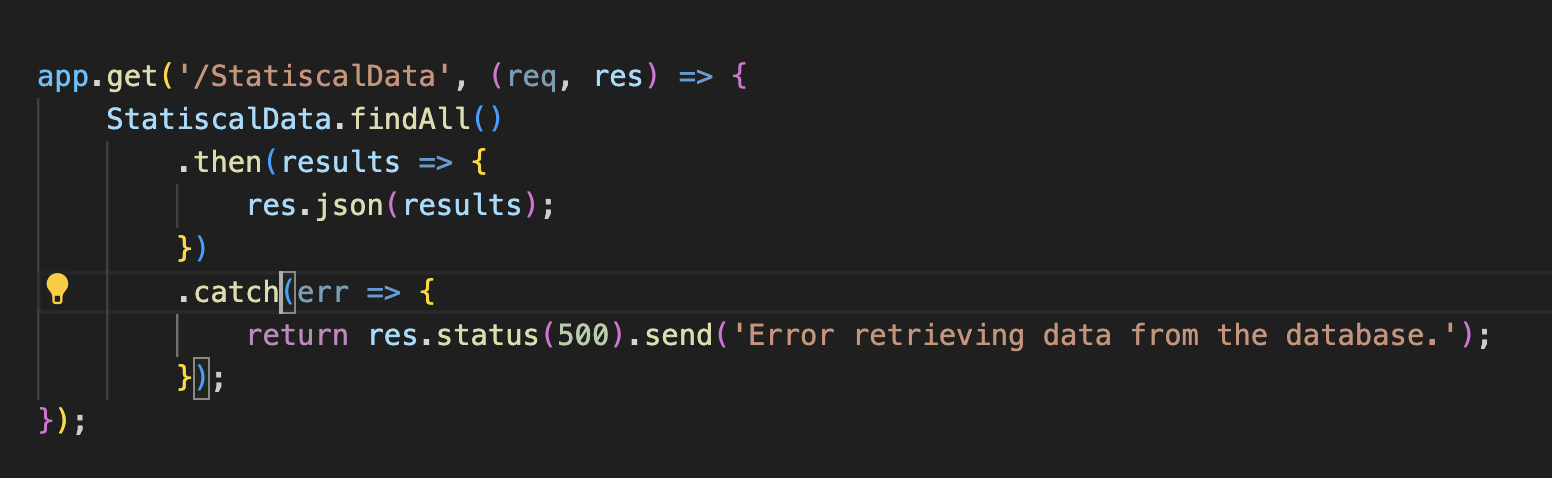 app.get('/StatiscalData', (req, res) => {
    StatiscalData.findAll()
        .then(results => {
            res.json(results);
        })
        .catch(err => {
            return res.status(500).send('Error retrieving data from the database.');
        });
});